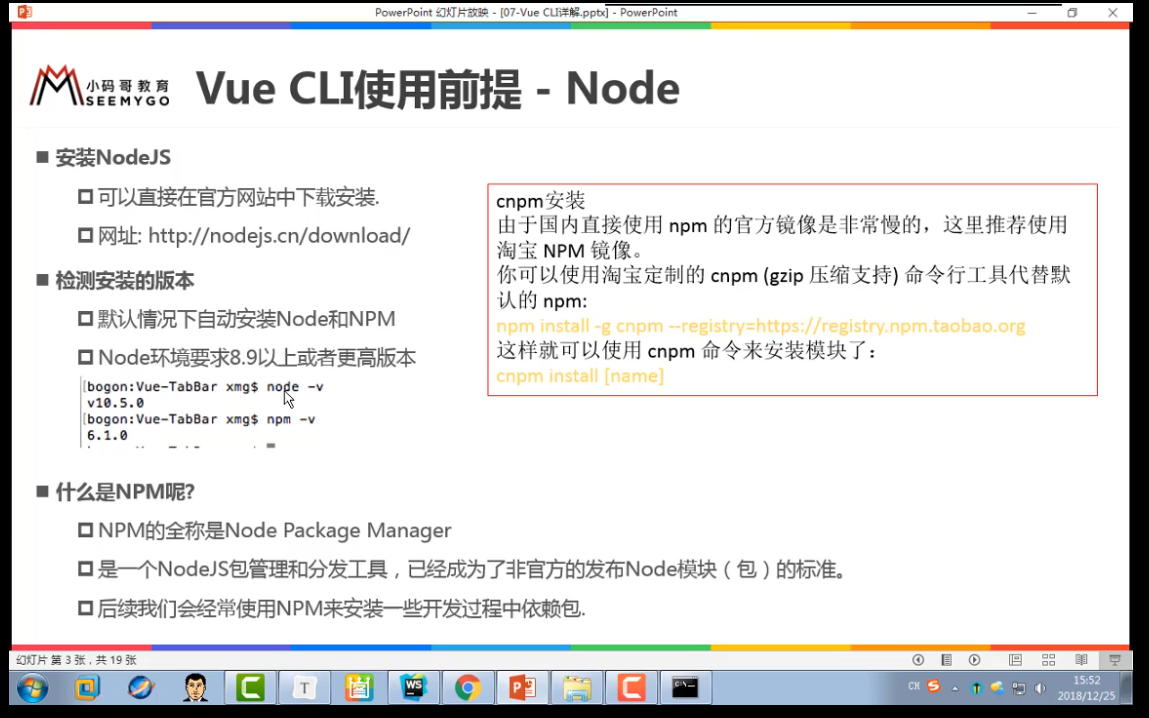 PowerPoint 幻灯片放映 - [07-Vue CLI详解.pptx] - PowerPoint
小码哥教育
SEEMYGO
Vue CLI使用前提 - Node
安装NodeJS
可以直接在官方网站中下载安装.
网址: http://nodejs.cn/download/
检测安装的版本
默认情况下自动安装Node和NPM
Node环境要求8.9以上或者更高版本
[bogon:Vue-TabBar xmg$ node -v
v10.5.0
[bogon:Vue-TabBar xmg$ npm -v
6.1.0
cnpm安装
由于国内直接使用 npm 的官方镜像是非常慢的，这里推荐使用
淘宝 NPM 镜像。
你可以使用淘宝定制的 cnpm (gzip 压缩支持) 命令行工具代替默
认的 npm:
npm install -g cnpm --registry=https://registry.npm.taobao.org
这样就可以使用 cnpm 命令来安装模块了：
cnpm install [name]
什么是NPM呢?
NPM的全称是Node Package Manager
是一个NodeJS包管理和分发工具，已经成为了非官方的发布Node模块（包）的标准。
后续我们会经常使用NPM来安装一些开发过程中依赖包.
幻灯片 第 3 张，共 19 张
CH
15:52
2018/12/25